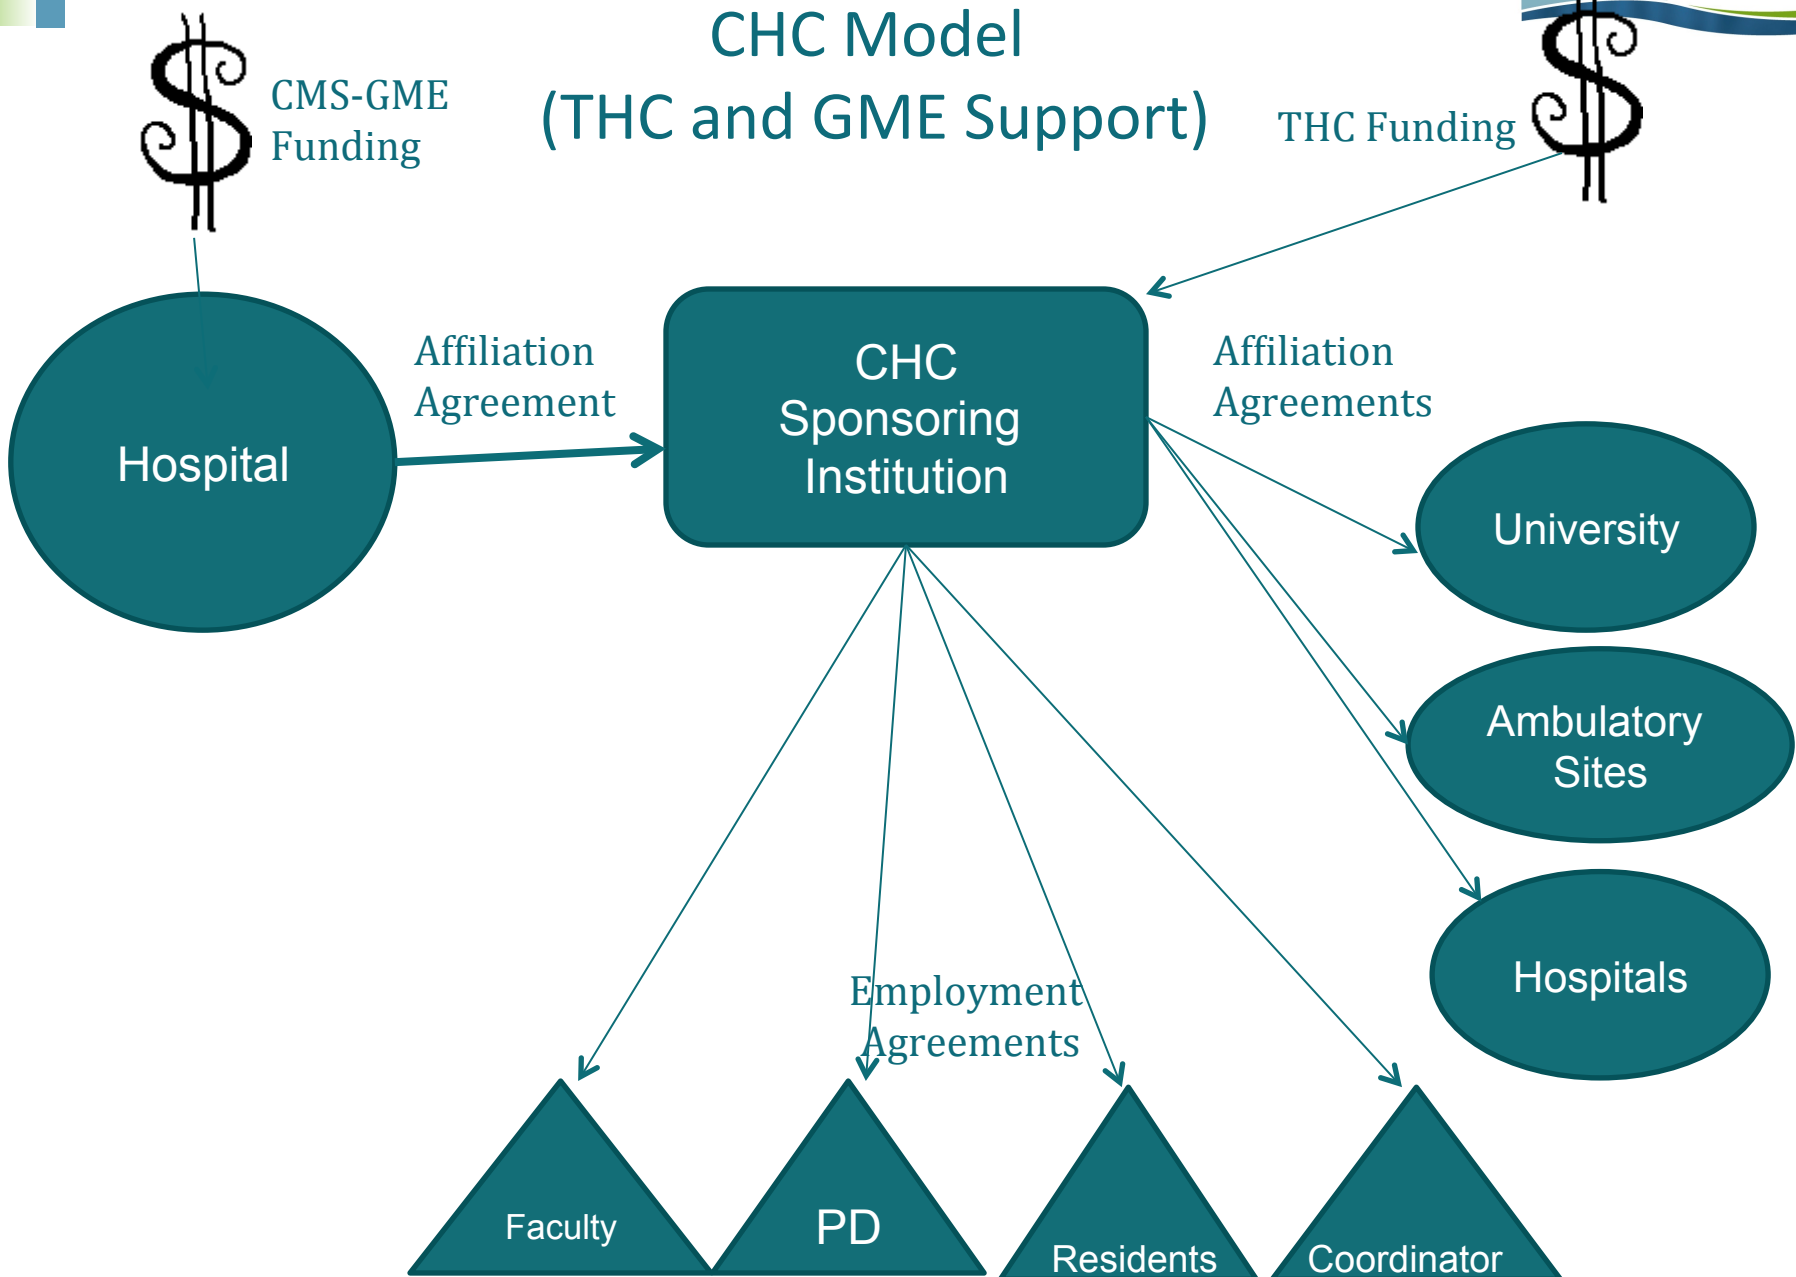 CHC Model
(THC and GME Support)
CMS-GME
Funding
THC Funding
Affiliation
Agreement
CHC
Sponsoring
Institution
Affiliation
Agreements
Hospital
University
Ambulatory
Sites
Hospitals
Employment
Agreements
Faculty
PD
Residents
Coordinator